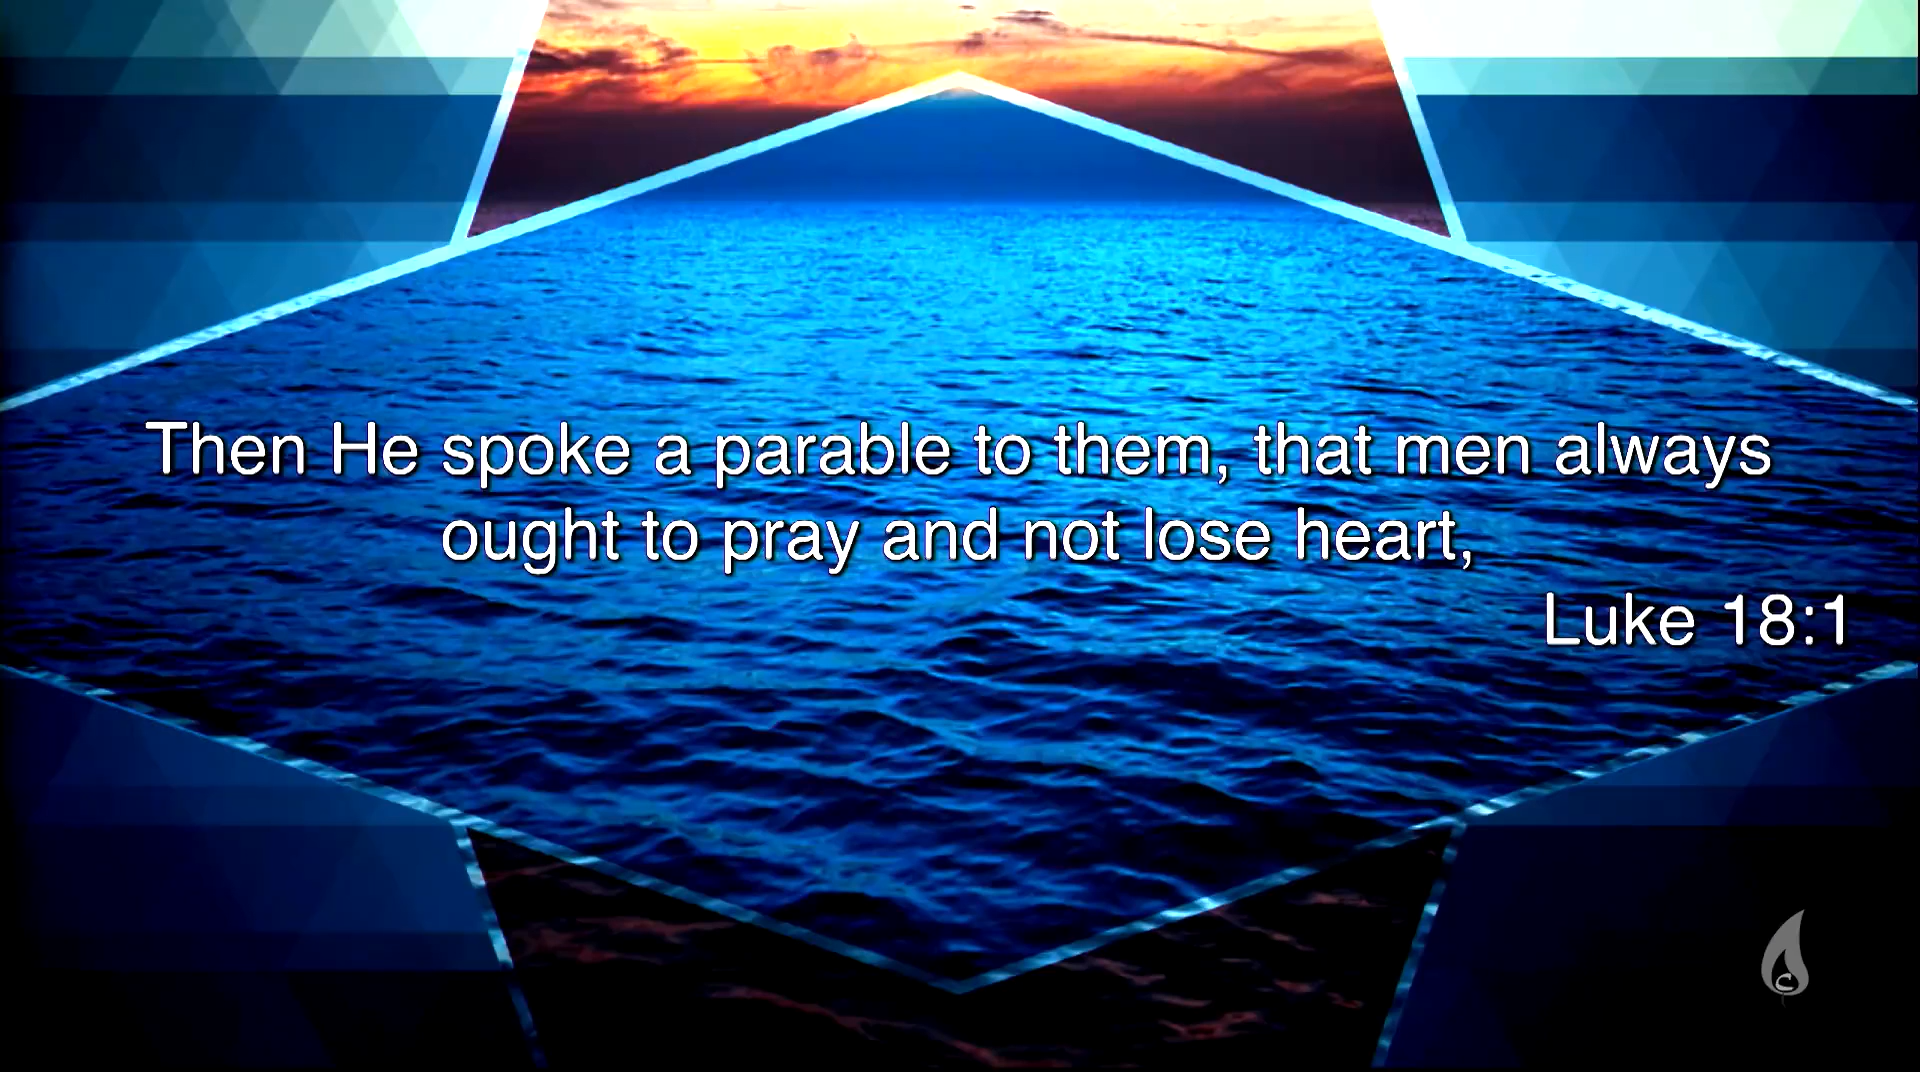 Then He spoke a parable to them, that men always
ought to pray and not lose heart,
Luke 18:1
C